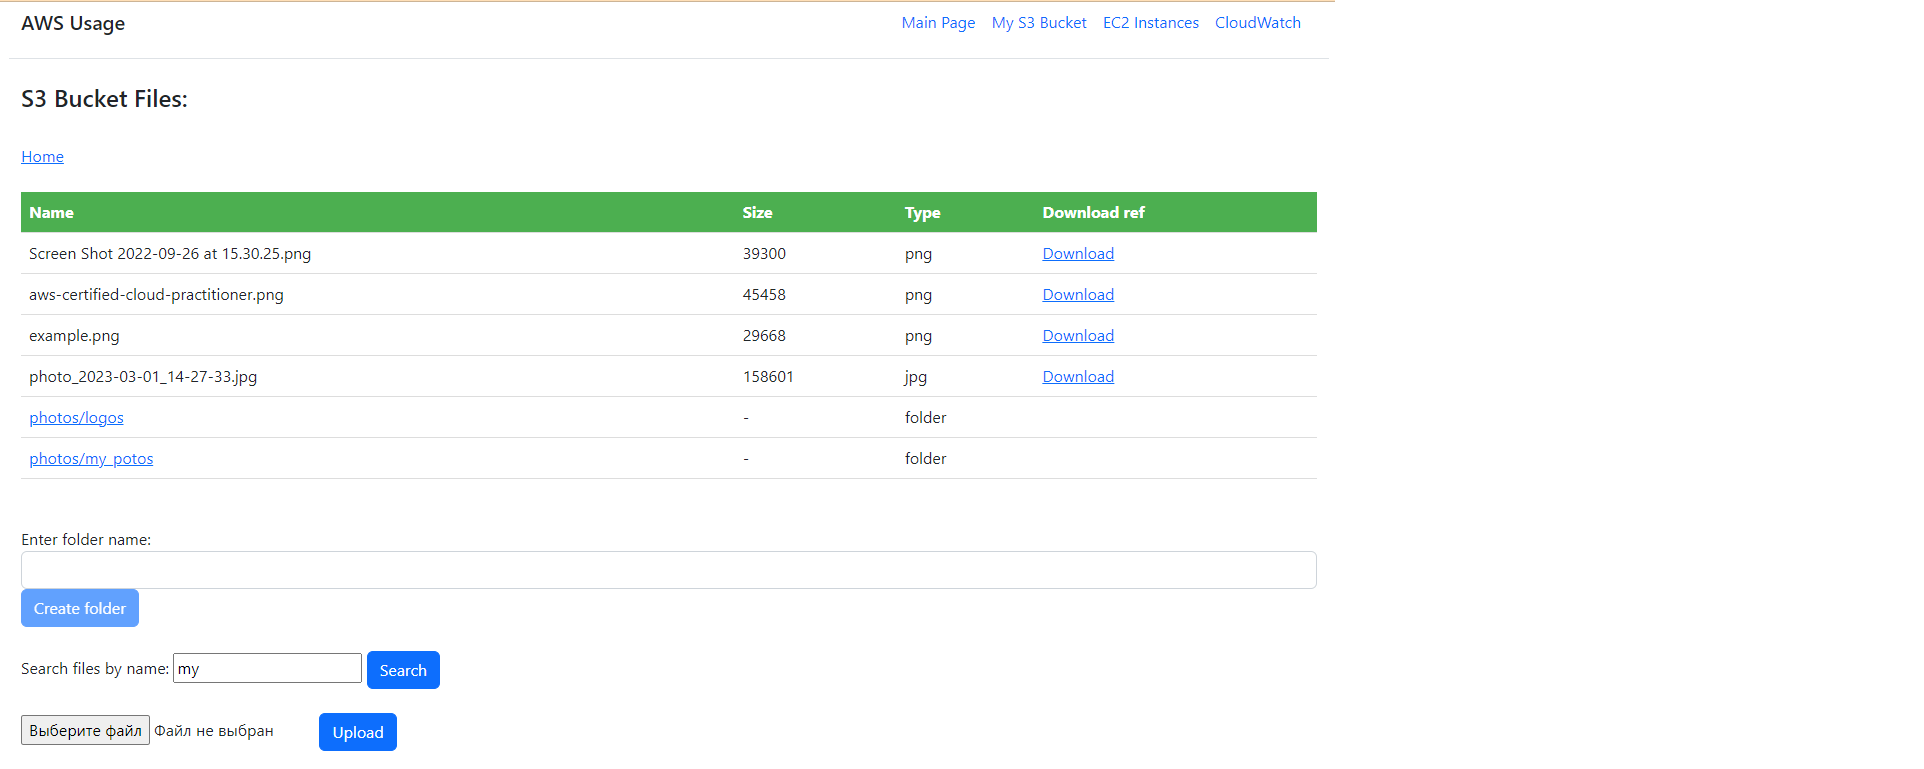 AWS Usage Main Page My S3 Bucket EC2 Instances CloudWatch
S3 Bucket Files:
Home
Name Size Type Download ref
Screen Shot 2022-09-26 at 15.30.25.png 39300 png Download
aws-certified-cloud-practitioner.png 45458 png Download
example.png 29668 png Download
photo_2023-03-01_14-27-33.jpg 158601 jpg Download
photos/logos - folder
photos/my_potos - folder
Enter folder name:
Create folder
Search files by name: my Search
Выберите файл Файл не выбран Upload